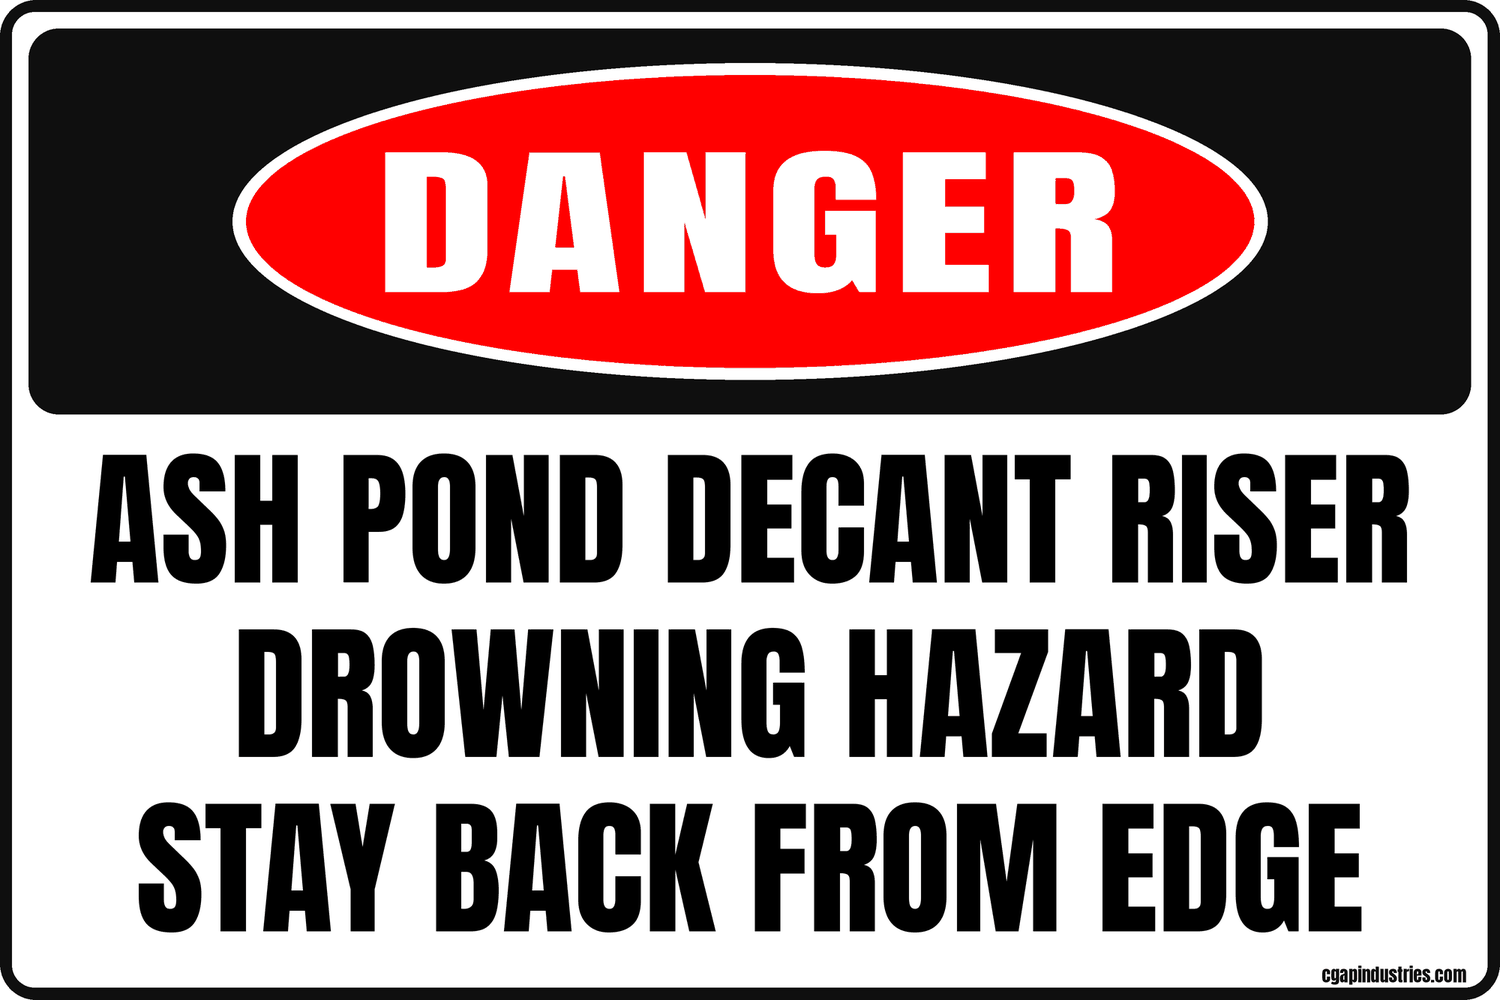 DANGER
ASH POND DECANT RISER
DROWNING HAZARD
STAY BACK FROM EDGE
cgapindustries.com